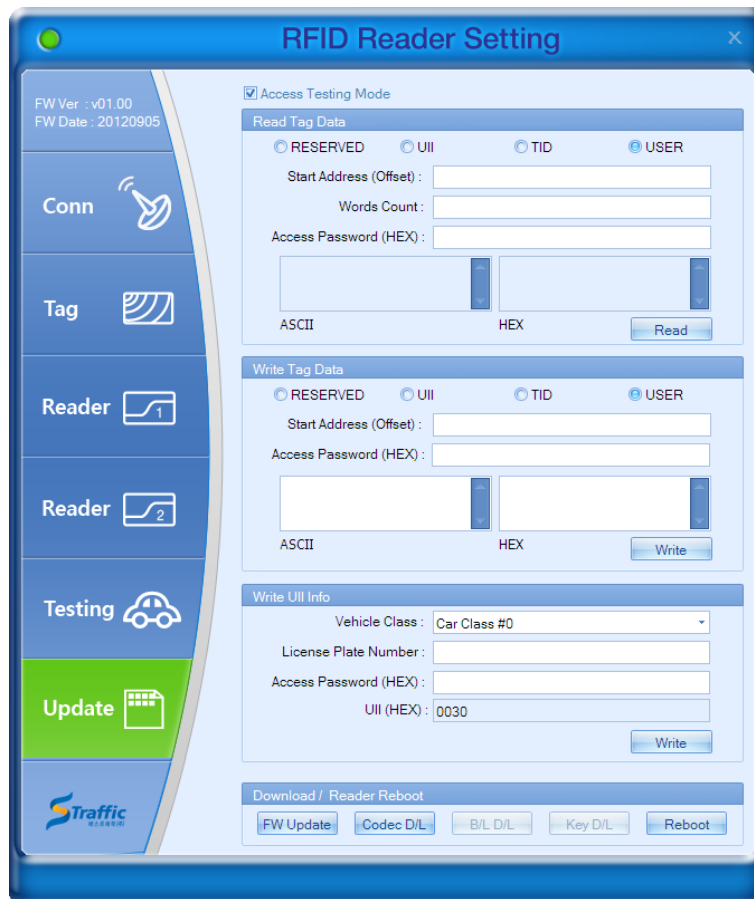 RFID Reader Setting
FW Ver : v01.00
FW Date : 20120905
Conn
Tag
Reader 1
Reader 2
Testing
Update
STraffic
Access Testing Mode
Read Tag Data
RESERVED UII TID USER
Start Address (Offset) :
Words Count :
Access Password (HEX) :
ASCII HEX Read
Write Tag Data
RESERVED UII TID USER
Start Address (Offset) :
Access Password (HEX) :
ASCII HEX Write
Write UII Info
Vehicle Class : Car Class #0
License Plate Number :
Access Password (HEX) :
UII (HEX) : 0030
Write
Download / Reader Reboot
FW Update Codec D/L B/L D/L Key D/L Reboot